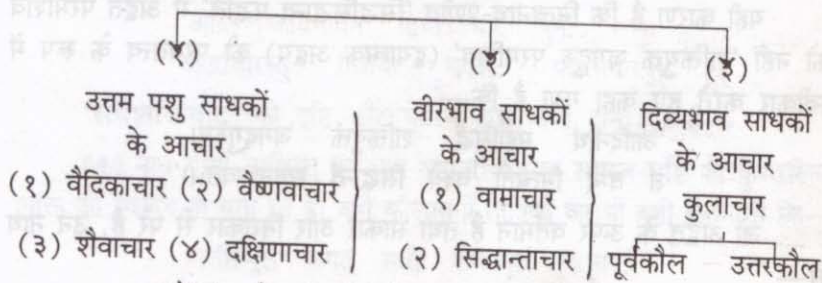 (१) (२) (३)
उत्तम पशु साधकों वीरभाव साधकों दिव्यभाव साधकों
के आचार के आचार के आचार
(१) वैदिकाचार (२) वैष्णवाचार (१) वामाचार कुलाचार
(३) शैवाचार (४) दक्षिणाचार (२) सिद्धान्ताचार पूर्वकौल उत्तरकौल